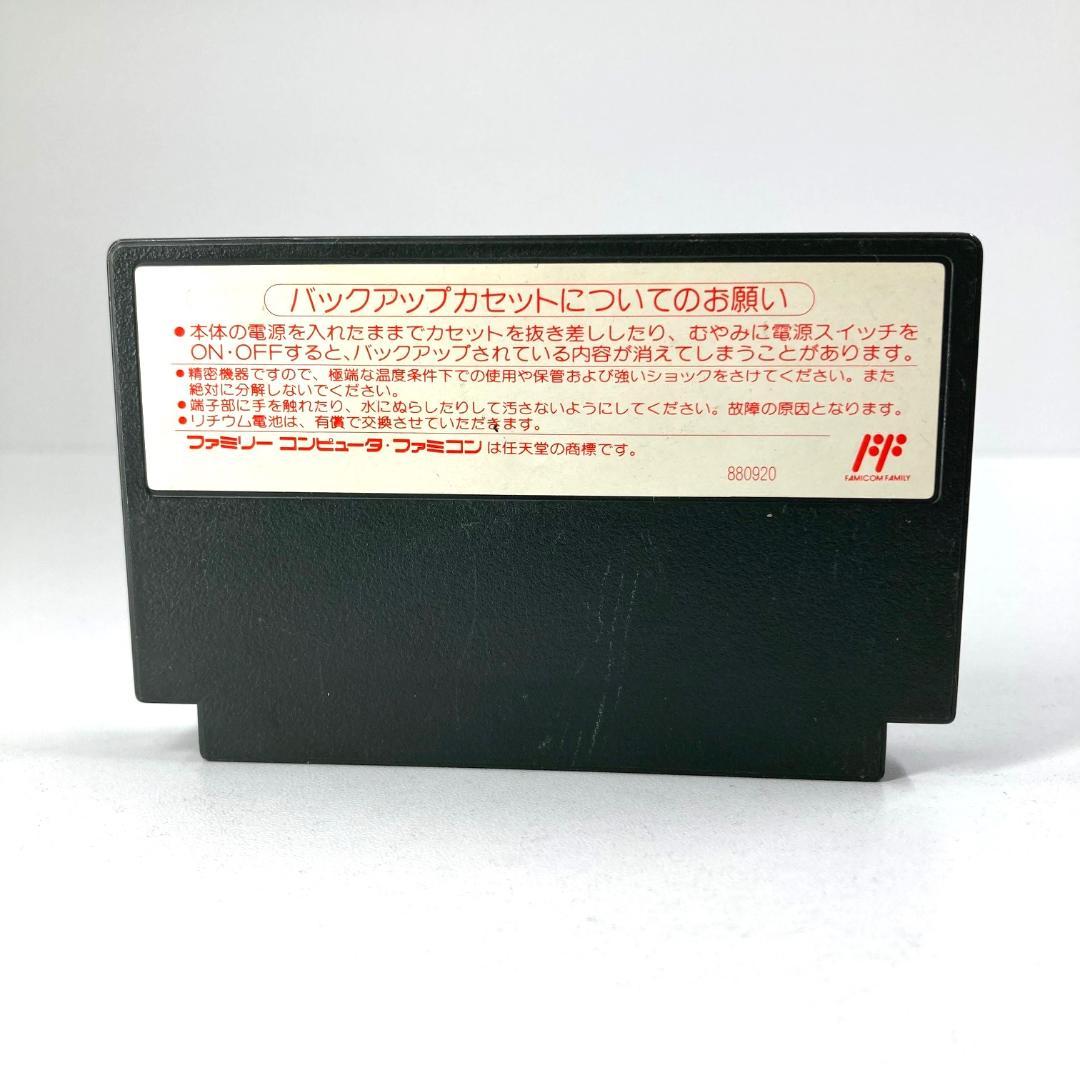 バックアップカセットについてのお願い
●本体の電源を入れたままでカセットを抜き差ししたり、むやみに電源スイッチを
ON・OFFすると、バックアップされている内容が消えてしまうことがあります。
●精密機器ですので、極端な温度条件下での使用や保管および強いショックをさけてください。また
絶対に分解しないでください。
●端子部に手を触れたり、水にぬらしたりして汚さないようにしてください。故障の原因となります。
●リチウム電池は、有償で交換させていただきます。
ファミリー コンピュータ・ファミコン は任天堂の商標です。
880920
FAMICOM FAMILY